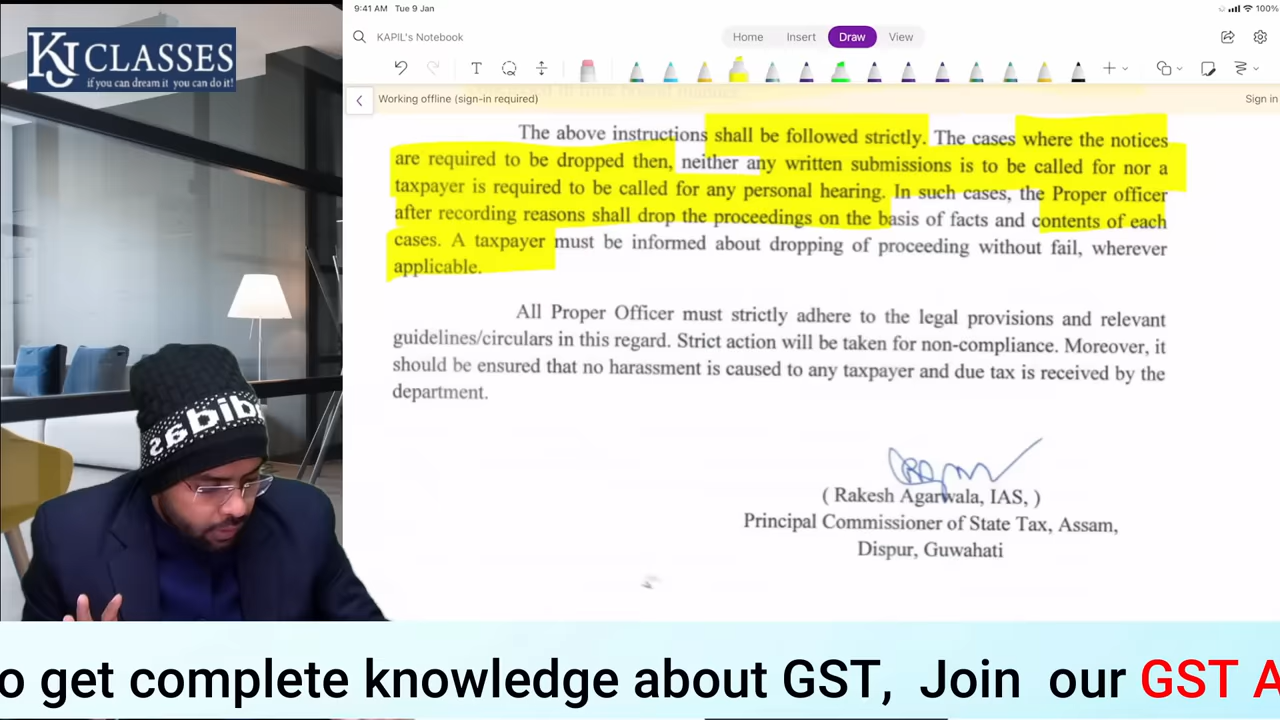 9:41 AM Tue 9 Jan
100%
KJ CLASSES
if you can dream it you can do it!
KAPIL's Notebook
Home Insert Draw View
Working offline (sign-in required)
Sign in
The above instructions shall be followed strictly. The cases where the notices
are required to be dropped then, neither any written submissions is to be called for nor a
taxpayer is required to be called for any personal hearing. In such cases, the Proper officer
after recording reasons shall drop the proceedings on the basis of facts and contents of each
cases. A taxpayer must be informed about dropping of proceeding without fail, wherever
applicable.
All Proper Officer must strictly adhere to the legal provisions and relevant
guidelines/circulars in this regard. Strict action will be taken for non-compliance. Moreover, it
should be ensured that no harassment is caused to any taxpayer and due tax is received by the
department.
( Rakesh Agarwala, IAS, )
Principal Commissioner of State Tax, Assam,
Dispur, Guwahati
adidas
o get complete knowledge about GST, Join our GST A